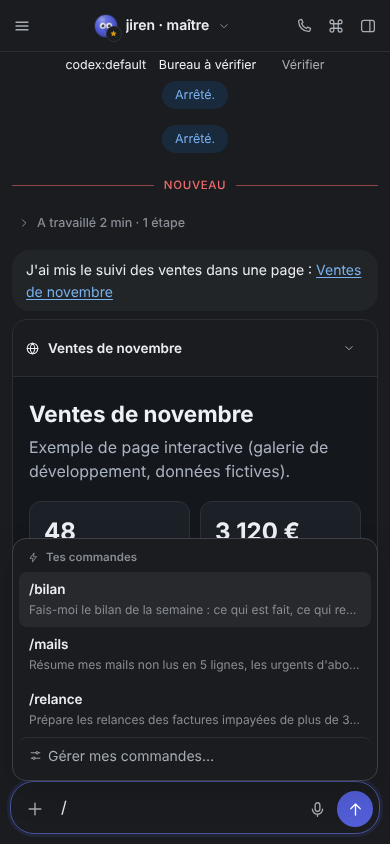 jiren · maître
codex:default Bureau à vérifier Vérifier
Arrêté.
Arrêté.
NOUVEAU
A travaillé 2 min · 1 étape
J'ai mis le suivi des ventes dans une page : Ventes
de novembre
Ventes de novembre
Ventes de novembre
Exemple de page interactive (galerie de
développement, données fictives).
48 3 120 €
Tes commandes
/bilan
Fais-moi le bilan de la semaine : ce qui est fait, ce qui re...
/mails
Résume mes mails non lus en 5 lignes, les urgents d'abo...
/relance
Prépare les relances des factures impayées de plus de 3...
Gérer mes commandes...
/